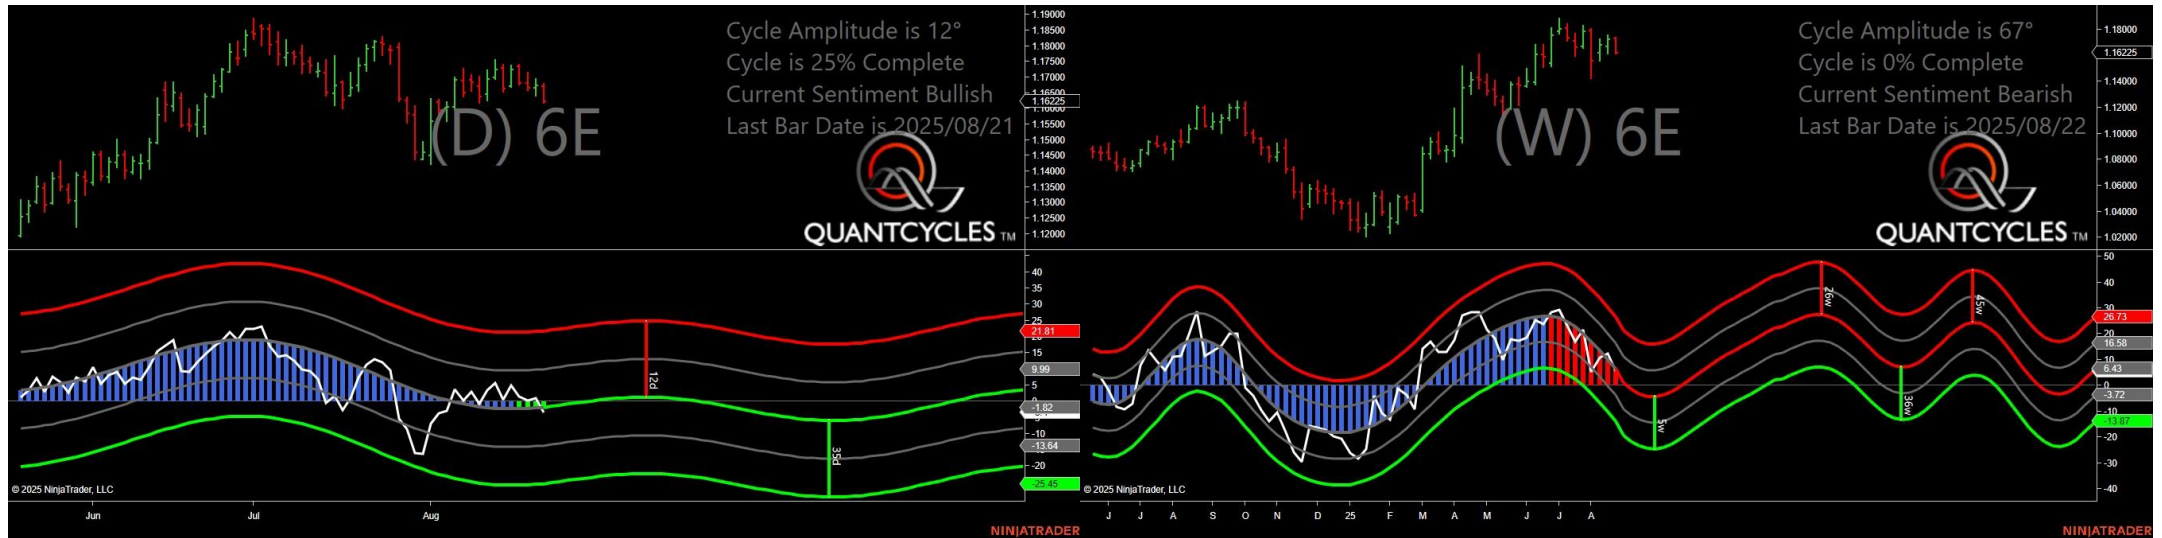 Cycle Amplitude is 12°
Cycle is 25% Complete
Current Sentiment Bullish
Last Bar Date is 2025/08/21
(D) 6E
QUANTCYCLES TM
1.19000
1.18500
1.18000
1.17500
1.17000
1.16500
1.16225
1.16000
1.15500
1.15000
1.14500
1.14000
1.13500
1.13000
1.12500
1.12000
40
35
30
25
21.81
20
15
9.99
5
0
-1.82
-10
-13.64
-20
-25.45
12d
35d
© 2025 NinjaTrader, LLC
Jun
Jul
Aug
NINJATRADER
Cycle Amplitude is 67°
Cycle is 0% Complete
Current Sentiment Bearish
Last Bar Date is 2025/08/22
(W) 6E
QUANTCYCLES TM
1.18000
1.16225
1.14000
1.12000
1.10000
1.08000
1.06000
1.04000
1.02000
50
40
30
26.73
20
16.58
10
6.43
0
-3.72
-10
-13.87
-20
-30
-40
5w
26w
36w
45w
© 2025 NinjaTrader, LLC
J
J
A
S
O
N
D
25
F
M
A
M
J
J
A
NINJATRADER